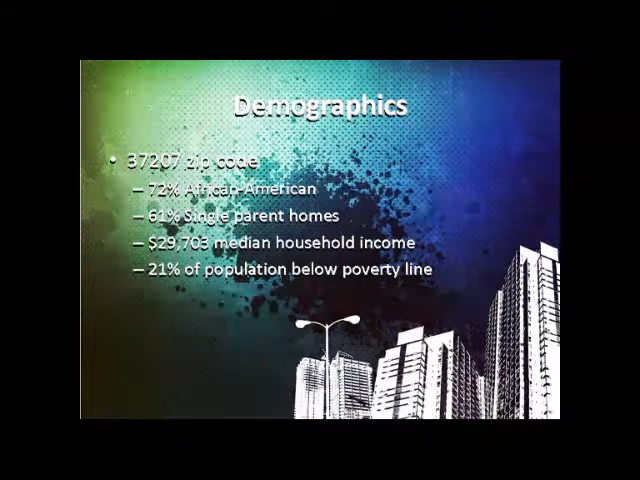 Demographics
• 37207 zip code
– 72% African-American
– 61% Single parent homes
– $29,703 median household income
– 21% of population below poverty line